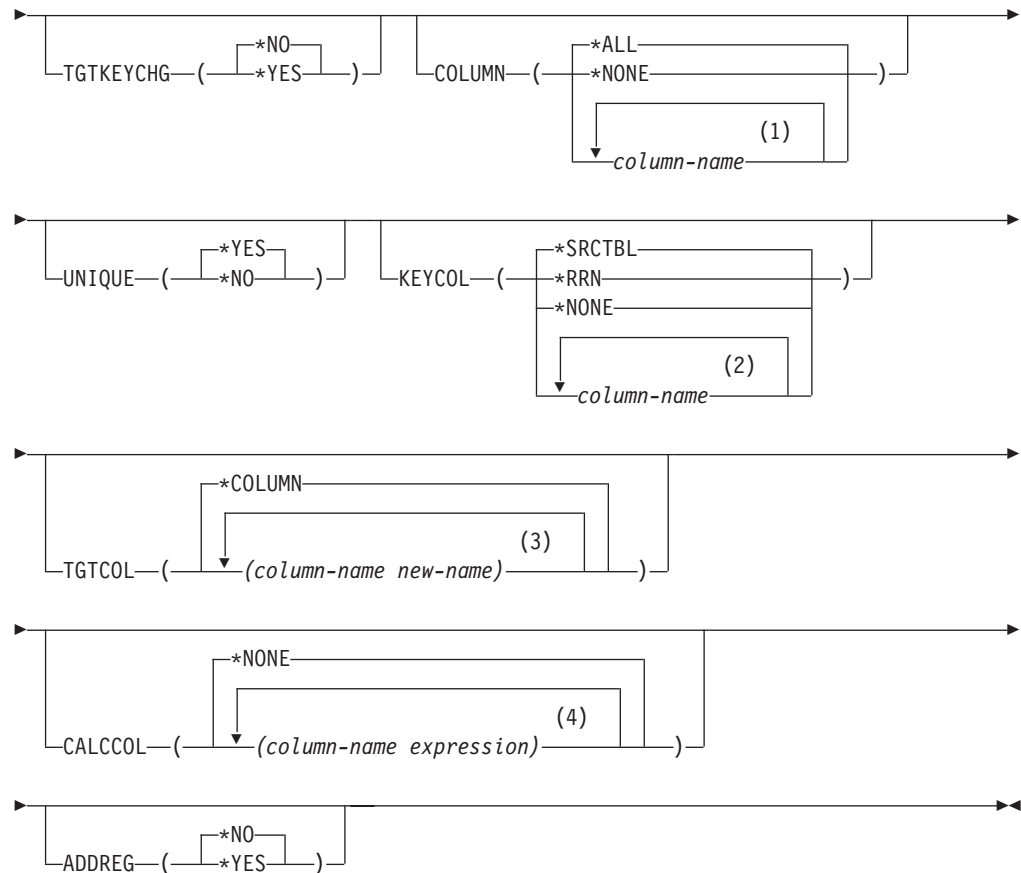 *NO
TGTKEYCHG ( *YES )
*ALL
COLUMN ( *NONE )
(1)
column-name
*YES
UNIQUE ( *NO )
*SRCTBL
KEYCOL ( *RRN )
*NONE
(2)
column-name
*COLUMN
(3)
TGTCOL ( (column-name new-name) )
*NONE
(4)
CALCCOL ( (column-name expression) )
*NO
ADDREG ( *YES )